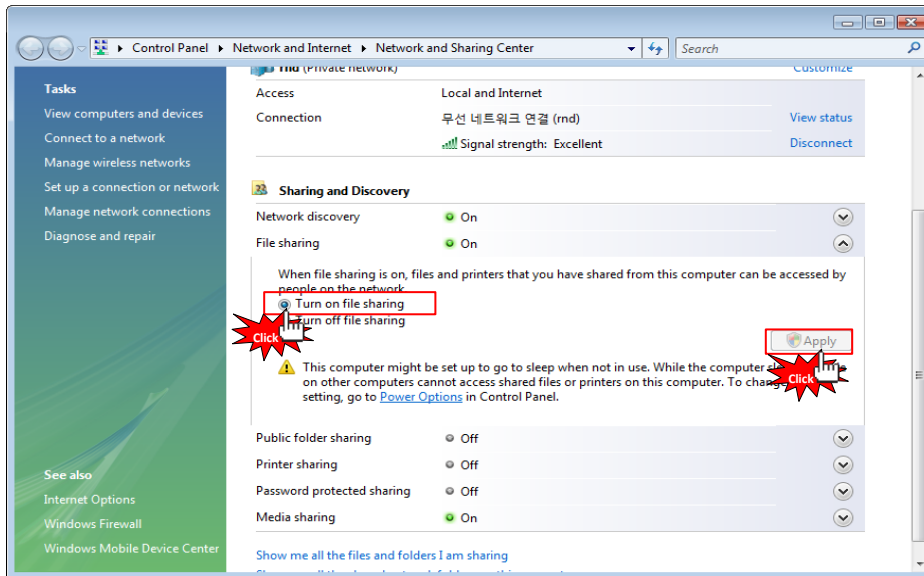 Control Panel ▸ Network and Internet ▸ Network and Sharing Center
Search
Tasks
View computers and devices
Connect to a network
Manage wireless networks
Set up a connection or network
Manage network connections
Diagnose and repair
See also
Internet Options
Windows Firewall
Windows Mobile Device Center
rnd (Private network) Customize
Access Local and Internet
Connection 무선 네트워크 연결 (rnd) View status
Signal strength: Excellent Disconnect
Sharing and Discovery
Network discovery On
File sharing On
When file sharing is on, files and printers that you have shared from this computer can be accessed by
people on the network.
Turn on file sharing
Turn off file sharing
Click
Apply
Click
This computer might be set up to go to sleep when not in use. While the computer
on other computers cannot access shared files or printers on this computer. To
setting, go to Power Options in Control Panel.
Public folder sharing Off
Printer sharing Off
Password protected sharing Off
Media sharing On
Show me all the files and folders I am sharing